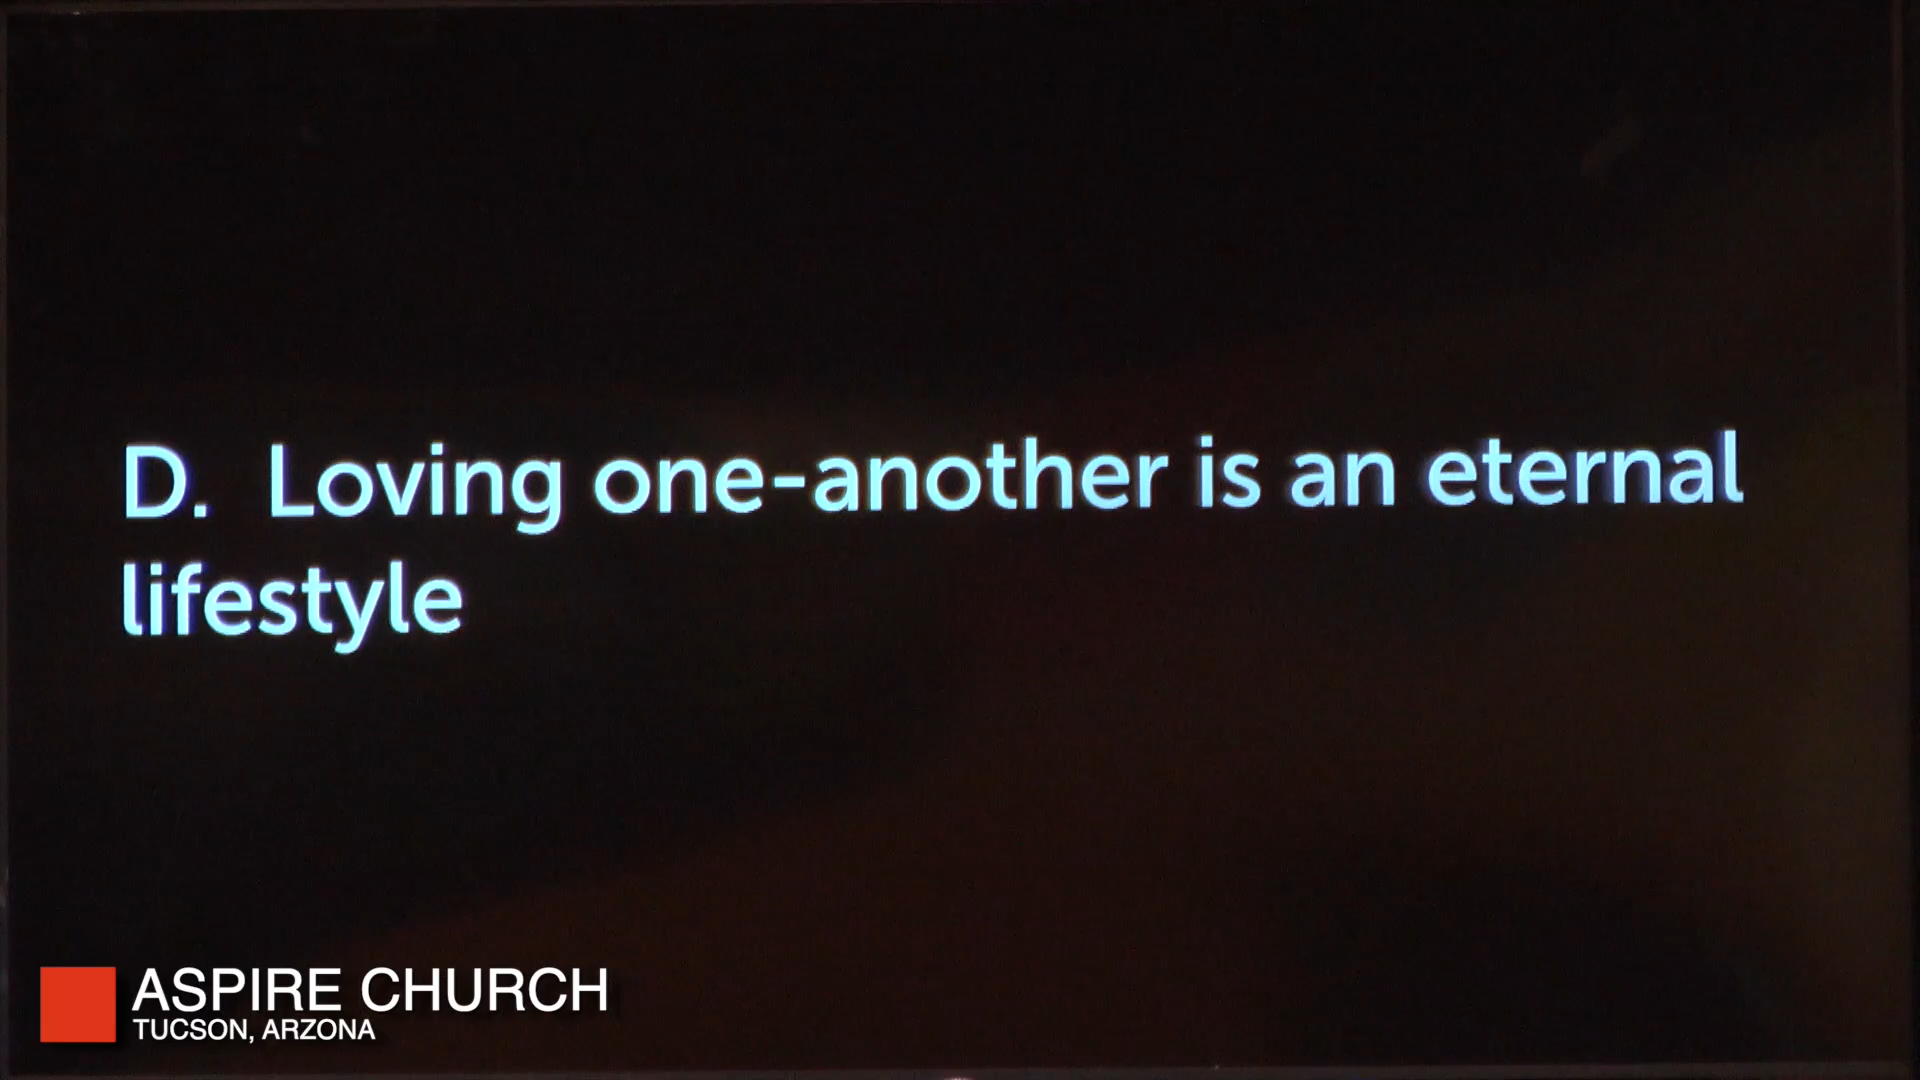 D. Loving one-another is an eternal
lifestyle
ASPIRE CHURCH
TUCSON, ARZONA